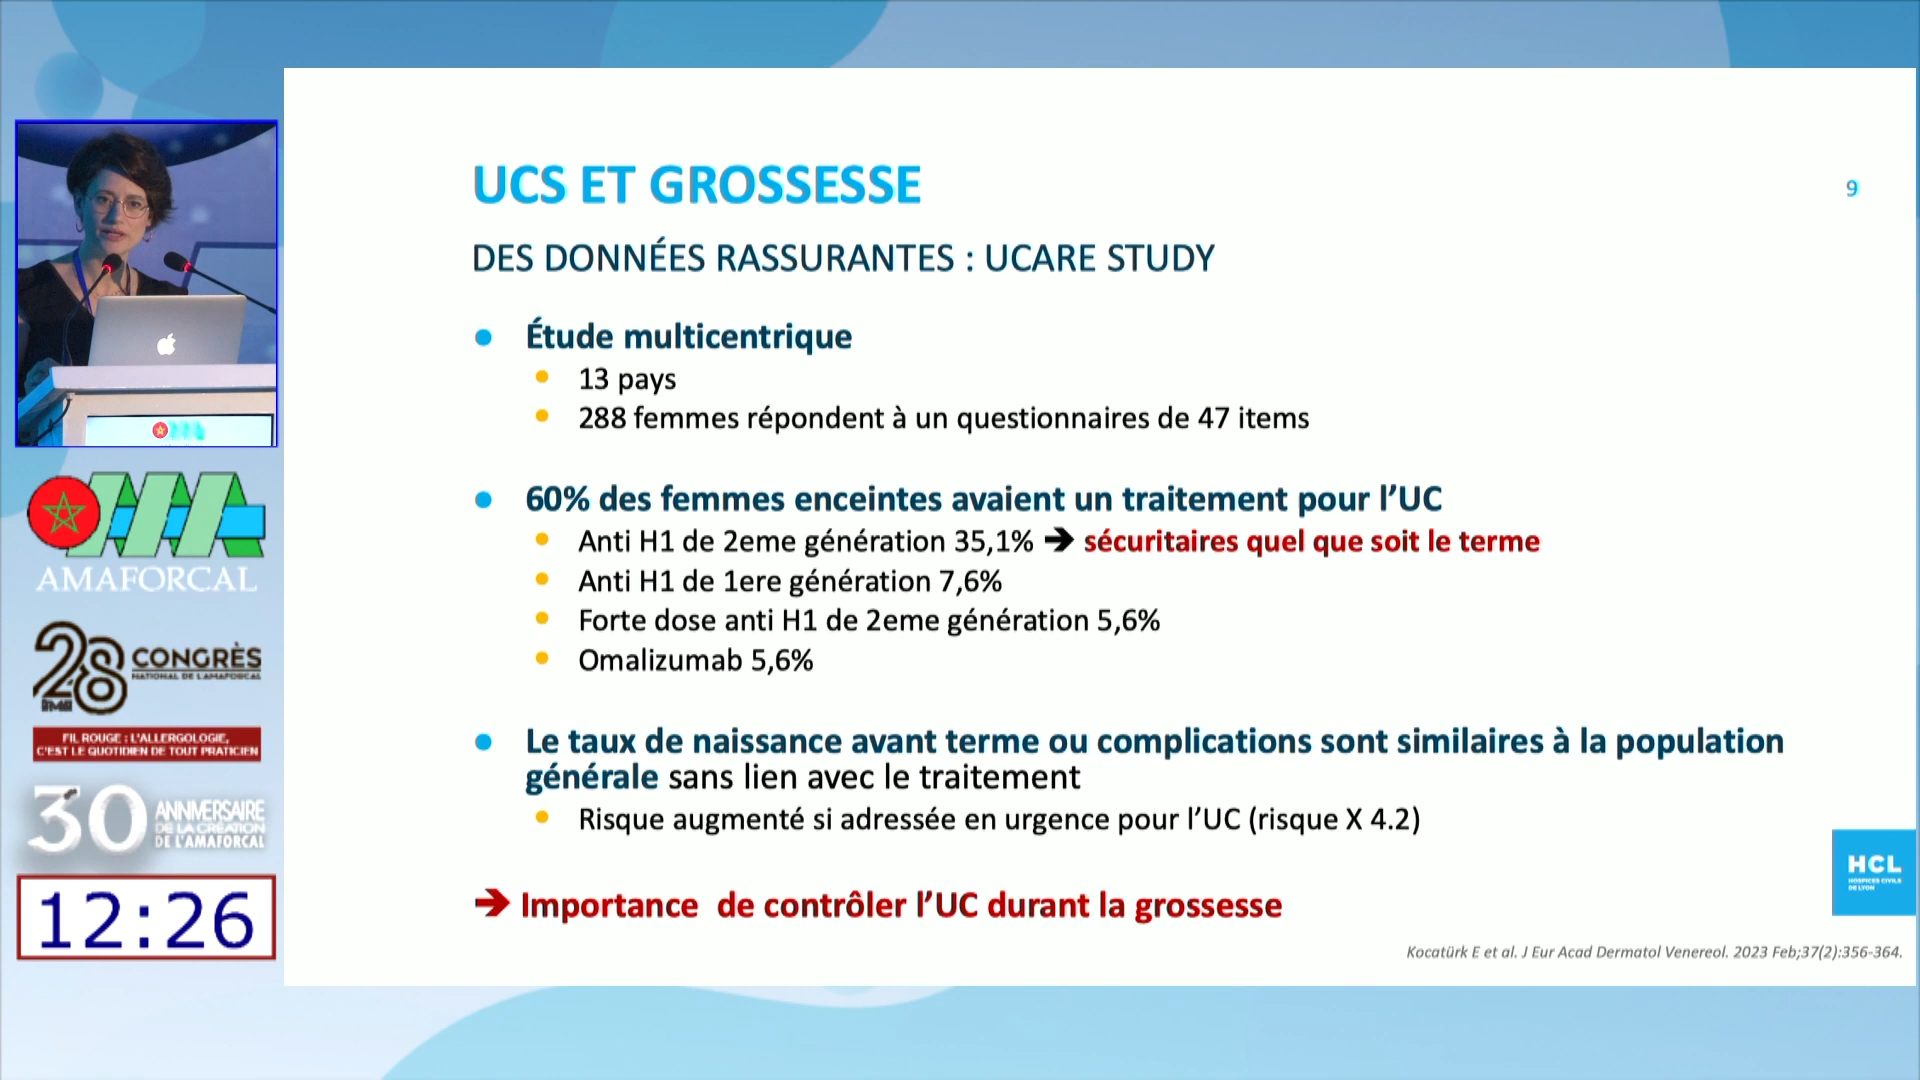 UCS ET GROSSESSE
9
DES DONNÉES RASSURANTES : UCARE STUDY
● Étude multicentrique
● 13 pays
● 288 femmes répondent à un questionnaires de 47 items
● 60% des femmes enceintes avaient un traitement pour l’UC
● Anti H1 de 2eme génération 35,1% ➔ sécuritaires quel que soit le terme
● Anti H1 de 1ere génération 7,6%
● Forte dose anti H1 de 2eme génération 5,6%
● Omalizumab 5,6%
● Le taux de naissance avant terme ou complications sont similaires à la population
générale sans lien avec le traitement
● Risque augmenté si adressée en urgence pour l’UC (risque X 4.2)
➔ Importance de contrôler l’UC durant la grossesse
Kocatürk E et al. J Eur Acad Dermatol Venereol. 2023 Feb;37(2):356-364.
HCL
HOSPICES CIVILS
DE LYON
AMAFORCAL
28 CONGRÈS
NATIONAL DE L'AMAFORCAL
FIL ROUGE : L'ALLERGOLOGIE,
C'EST LE QUOTIDIEN DE TOUT PRATICIEN
30 ANNIVERSAIRE
DE LA CRÉATION
DE L'AMAFORCAL
12:26